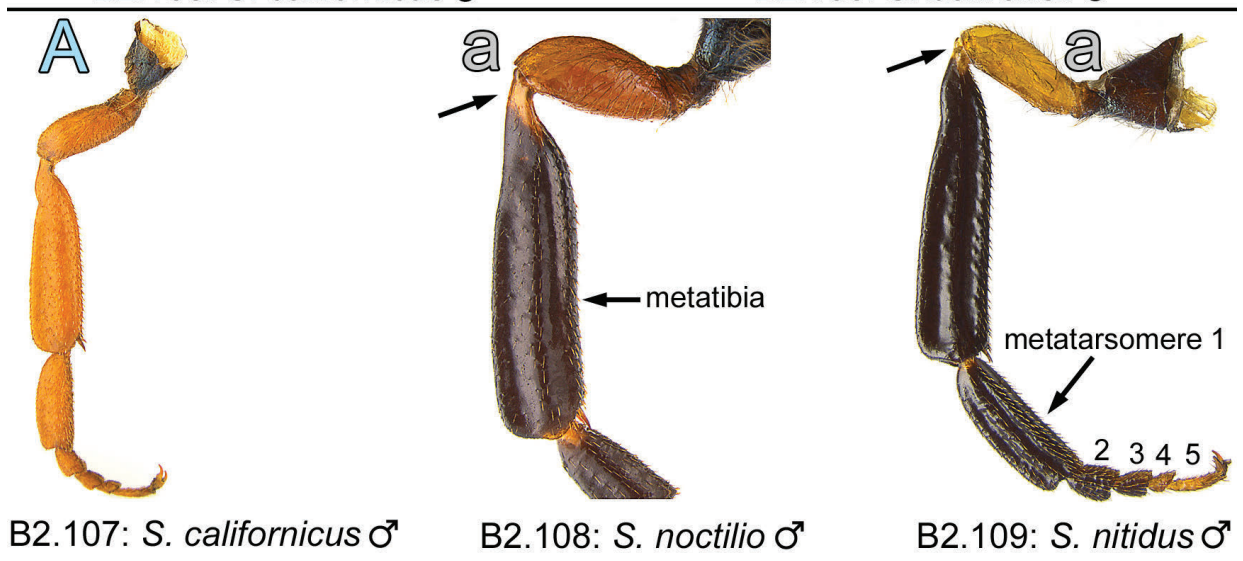 A
a
a
metatibia
metatarsomere 1
2 3 4 5
B2.107: S. californicus ♂
B2.108: S. noctilio ♂
B2.109: S. nitidus ♂